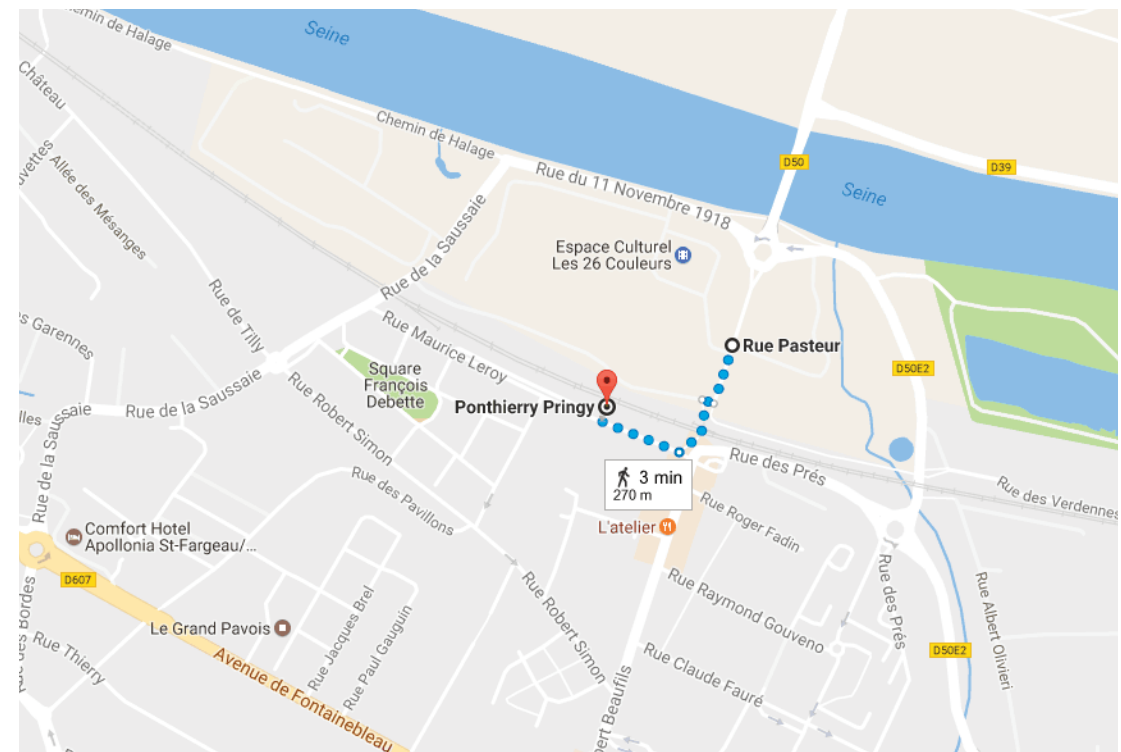 Chemin de Halage
Seine
Château
Chemin de Halage
Allée des Mésanges
Rue du 11 Novembre 1918
D50
D39
Seine
Rue de la Saussaie
Espace Culturel
Les 26 Couleurs
Rue de Tilly
Rue Maurice Leroy
Rue Pasteur
Garennes
Square
François
Debette
D50E2
Ponthierry Pringy
Rue de la Saussaie
Rue Robert Simon
Rue de la Saussaie
Rue des Prés
3 min
270 m
Rue des Pavillons
Rue des Verdennes
Rue Roger Fadin
L'atelier
Comfort Hotel
Apollonia St-Fargeau/...
D607
Rue Raymond Gouveno
Rue des Prés
Rue Albert Olivieri
Rue Robert Simon
Rue Jacques Brel
Rue Paul Gauguin
Le Grand Pavois
des Bordes
Rue Thierry
Avenue de Fontainebleau
Rue Claude Fauré
D50E2
Beaufils